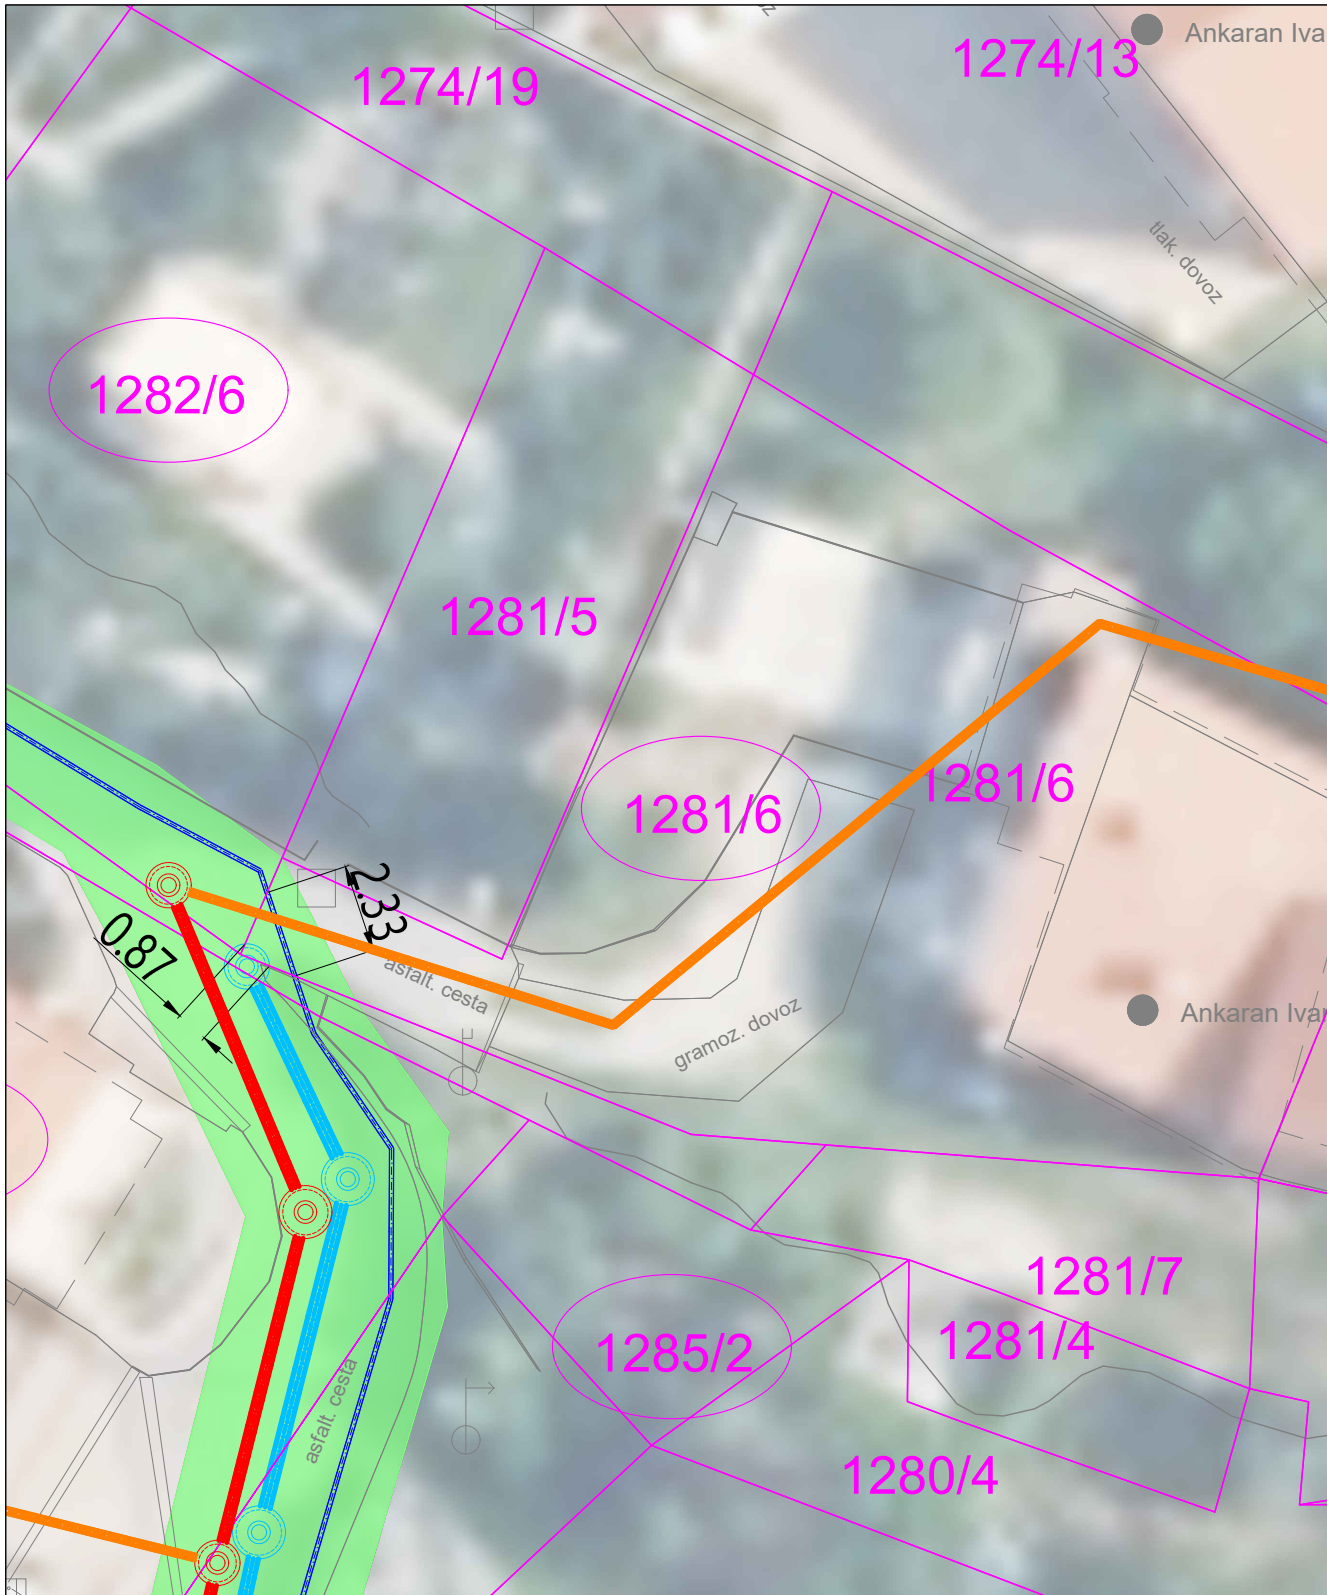 1274/19
1274/13
Ankaran Iva
tlak. dovoz
1282/6
1281/5
1281/6
1281/6
2.33
0.87
asfalt. cesta
gramoz. dovoz
Ankaran Ivan
1281/7
1281/4
1285/2
asfalt. cesta
1280/4